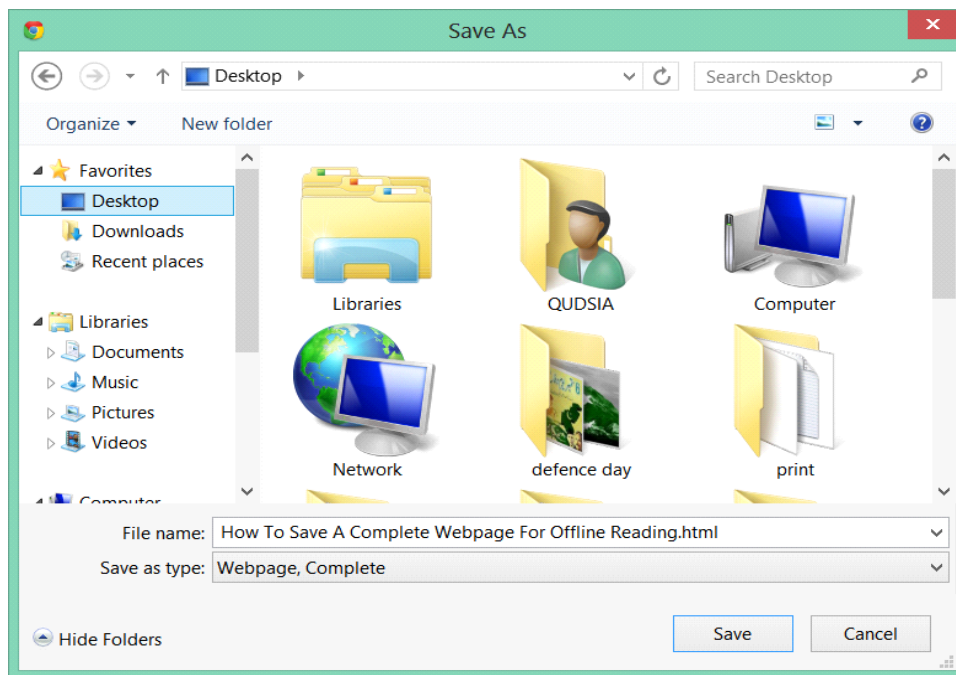 Save As
Desktop
Search Desktop
Organize
New folder
Favorites
Desktop
Downloads
Recent places
Libraries
Documents
Music
Pictures
Videos
Computer
Libraries
QUDSIA
Computer
Network
defence day
print
File name: How To Save A Complete Webpage For Offline Reading.html
Save as type: Webpage, Complete
Hide Folders
Save
Cancel